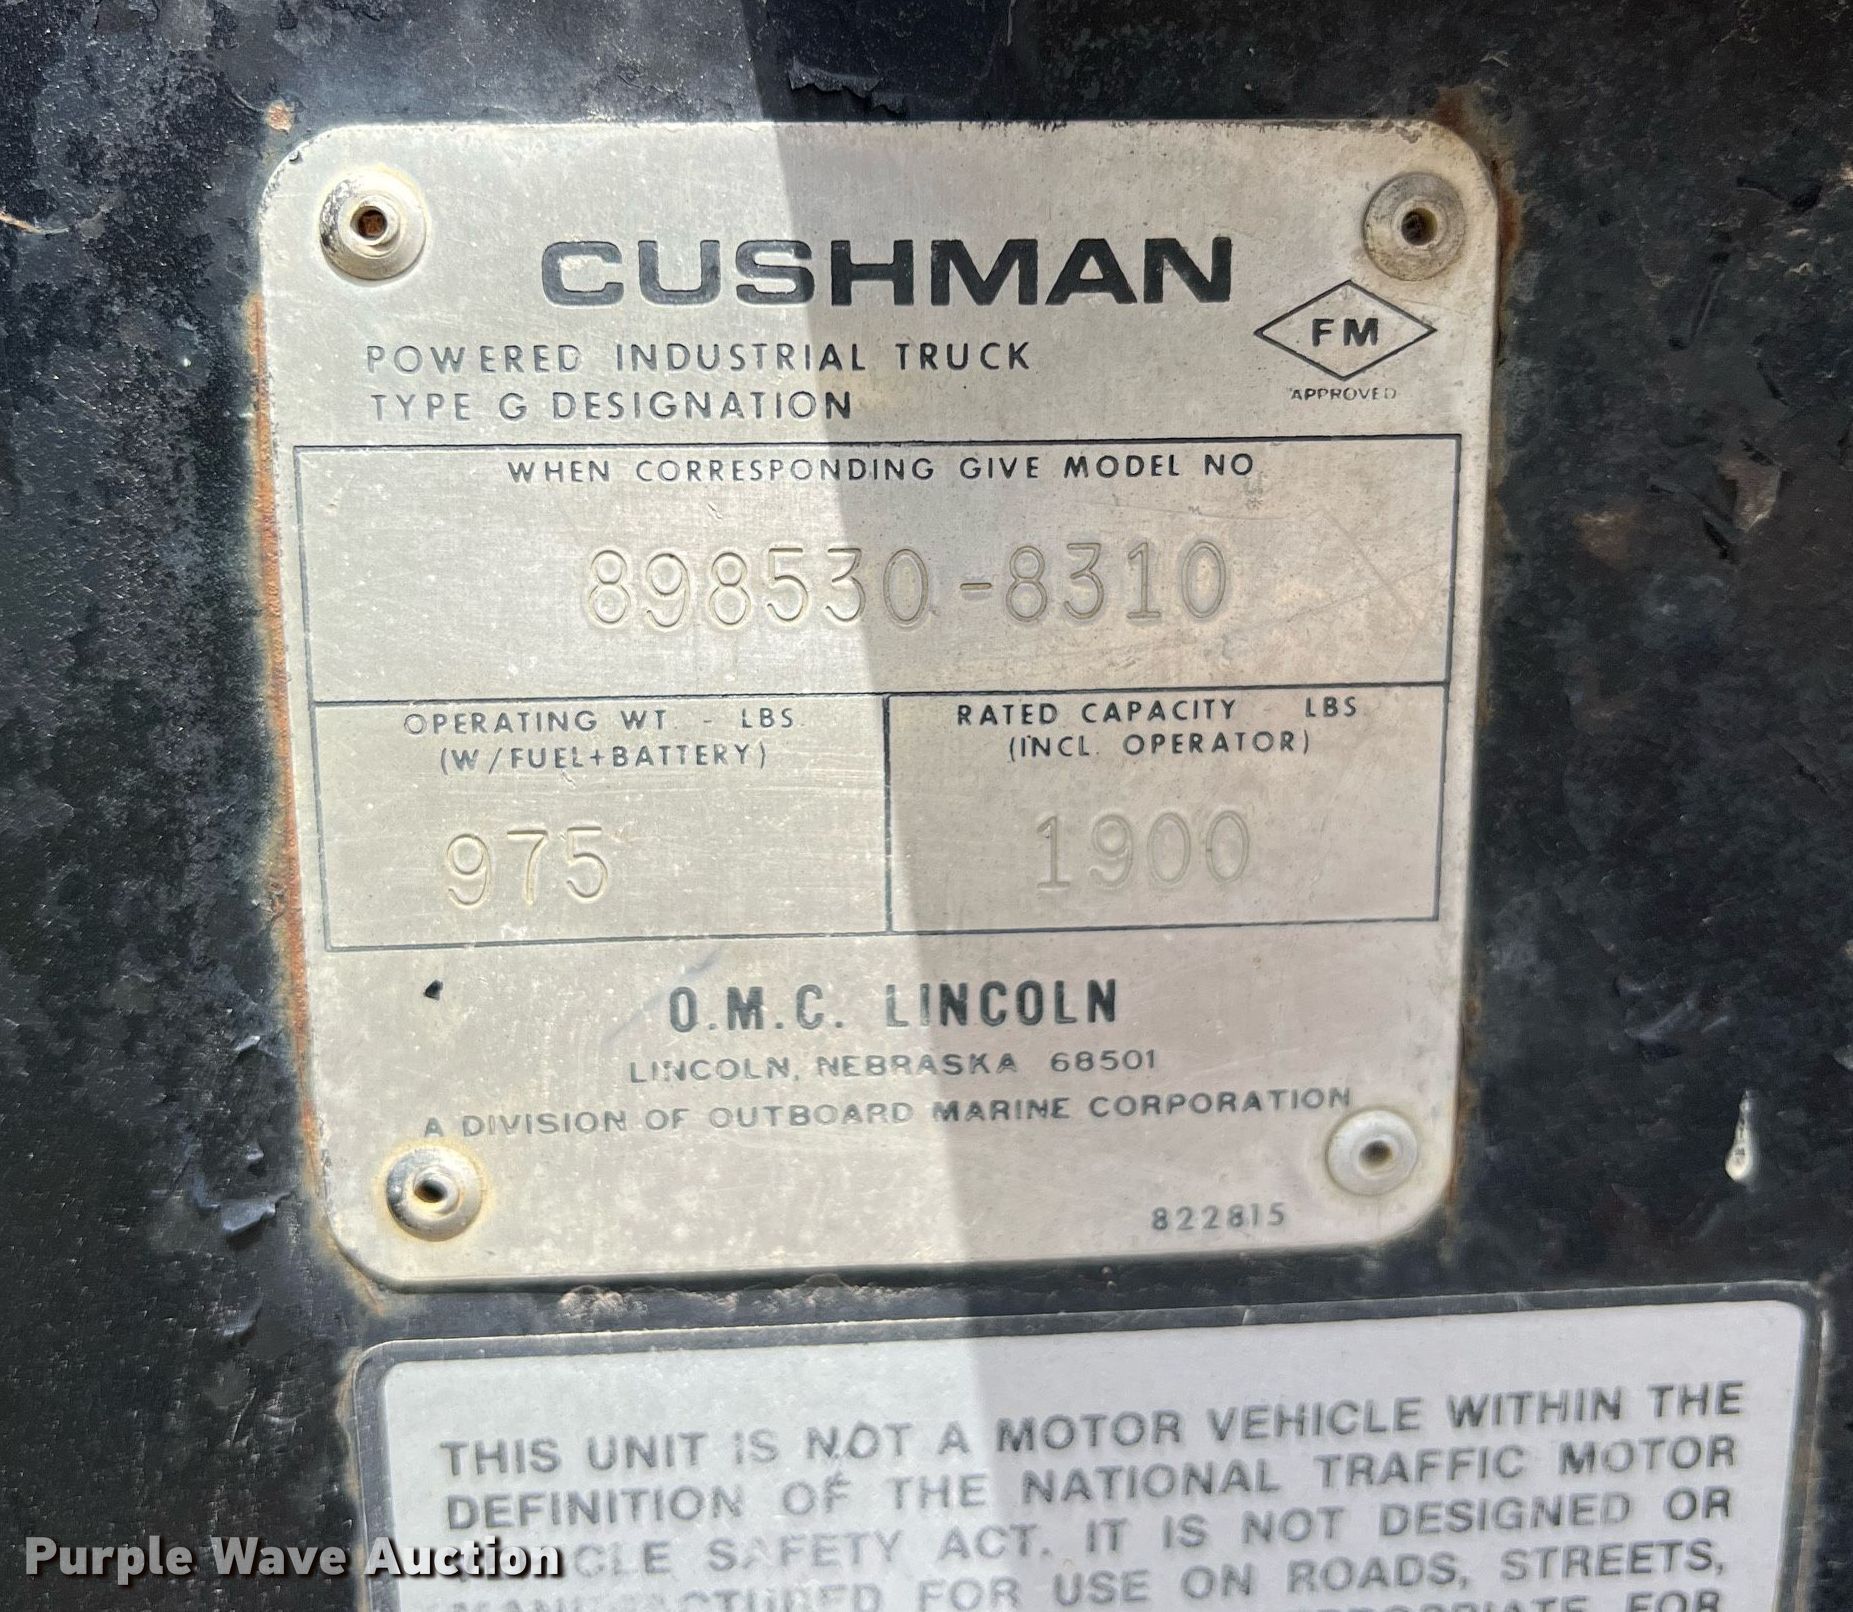 CUSHMAN
POWERED INDUSTRIAL TRUCK
TYPE G DESIGNATION
FM
APPROVED
WHEN CORRESPONDING GIVE MODEL NO
898530-8310
OPERATING WT. - LBS.
(W/FUEL+BATTERY)
975
RATED CAPACITY LBS
(INCL. OPERATOR)
1900
O.M.C. LINCOLN
LINCOLN, NEBRASKA 68501
A DIVISION OF OUTBOARD MARINE CORPORATION
822815
THIS UNIT IS NOT A MOTOR VEHICLE WITHIN THE
DEFINITION OF THE NATIONAL TRAFFIC MOTOR
SAFETY ACT. IT IS NOT DESIGNED OR
FOR USE ON ROADS, STREETS,
FOR
Purple Wave Auction